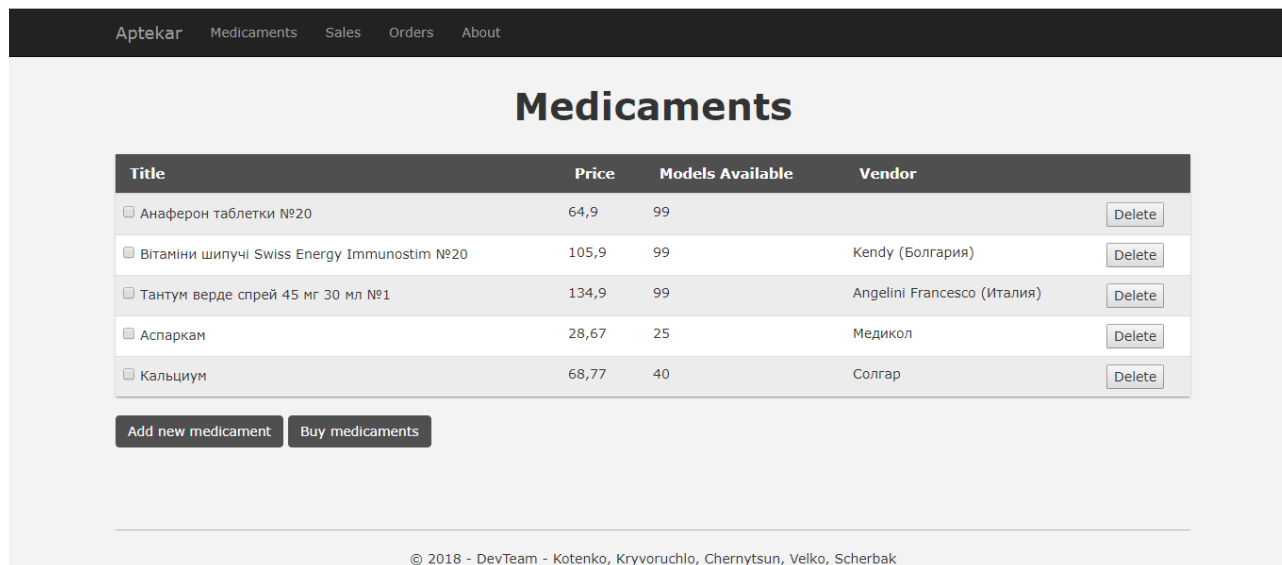 Aptekar Medicaments Sales Orders About
Medicaments
Title Price Models Available Vendor
Анаферон таблетки №20 64,9 99 Delete
Вітаміни шипучі Swiss Energy Immunostim №20 105,9 99 Kendy (Болгария) Delete
Тантум верде спрей 45 мг 30 мл №1 134,9 99 Angelini Francesco (Италия) Delete
Аспаркам 28,67 25 Медикол Delete
Кальциум 68,77 40 Солгар Delete
Add new medicament Buy medicaments
© 2018 - DevTeam - Kotenko, Kryvoruchlo, Chernytsun, Velko, Scherbak